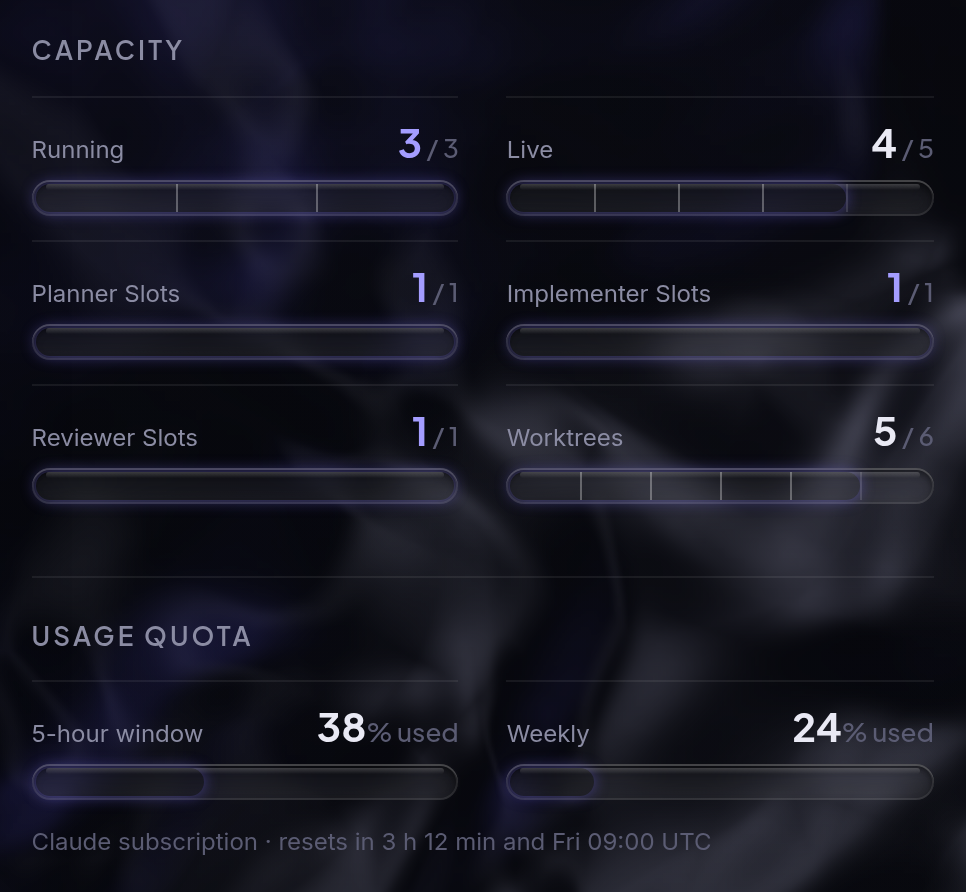 CAPACITY
Running 3 / 3
Live 4 / 5
Planner Slots 1 / 1
Implementer Slots 1 / 1
Reviewer Slots 1 / 1
Worktrees 5 / 6
USAGE QUOTA
5-hour window 38% used
Weekly 24% used
Claude subscription · resets in 3 h 12 min and Fri 09:00 UTC